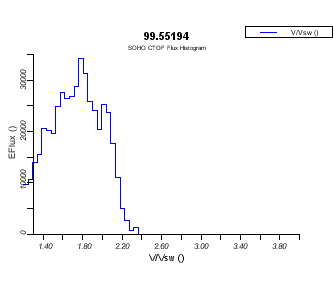 V/Vsw ()
99.55194
SOHO CTOF Flux Histogram
30000
20000
10000
0
EFlux ()
1.40 1.80 2.20 2.60 3.00 3.40 3.80
V/Vsw ()